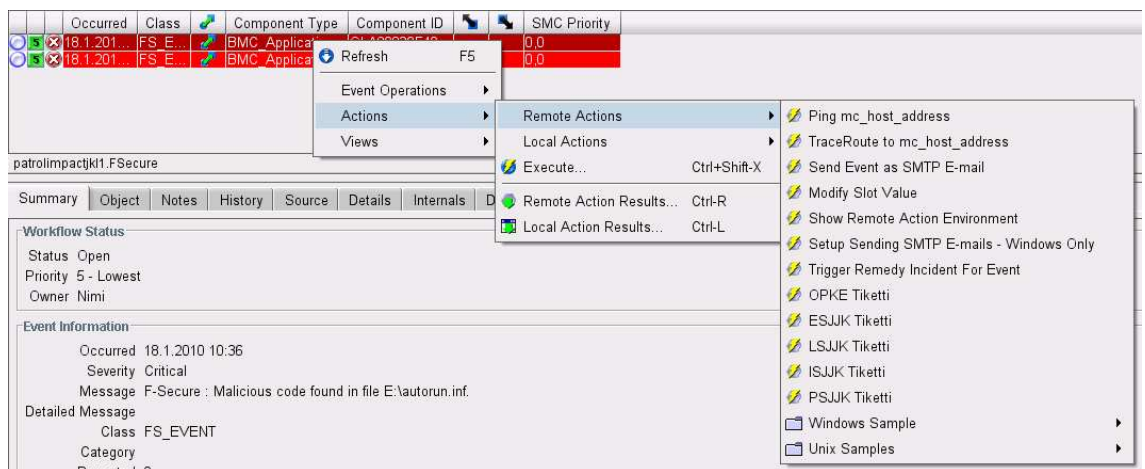 Occurred Class Component Type Component ID SMC Priority
5 18.1.201... FS_E... BMC_Applicati... 0,0
5 18.1.201... FS_E... BMC_Applica 0,0
Refresh F5
Event Operations
Actions
Views
Remote Actions
Local Actions
Execute... Ctrl+Shift-X
Remote Action Results... Ctrl-R
Local Action Results... Ctrl-L
Ping mc_host_address
TraceRoute to mc_host_address
Send Event as SMTP E-mail
Modify Slot Value
Show Remote Action Environment
Setup Sending SMTP E-mails - Windows Only
Trigger Remedy Incident For Event
OPKE Tiketti
ESJJK Tiketti
LSJJK Tiketti
ISJJK Tiketti
PSJJK Tiketti
Windows Sample
Unix Samples
patrolimpactjkl1.FSecure
Summary Object Notes History Source Details Internals D
Workflow Status
Status Open
Priority 5 - Lowest
Owner Nimi
Event Information
Occurred 18.1.2010 10:36
Severity Critical
Message F-Secure : Malicious code found in file E:\autorun.inf.
Detailed Message
Class FS_EVENT
Category